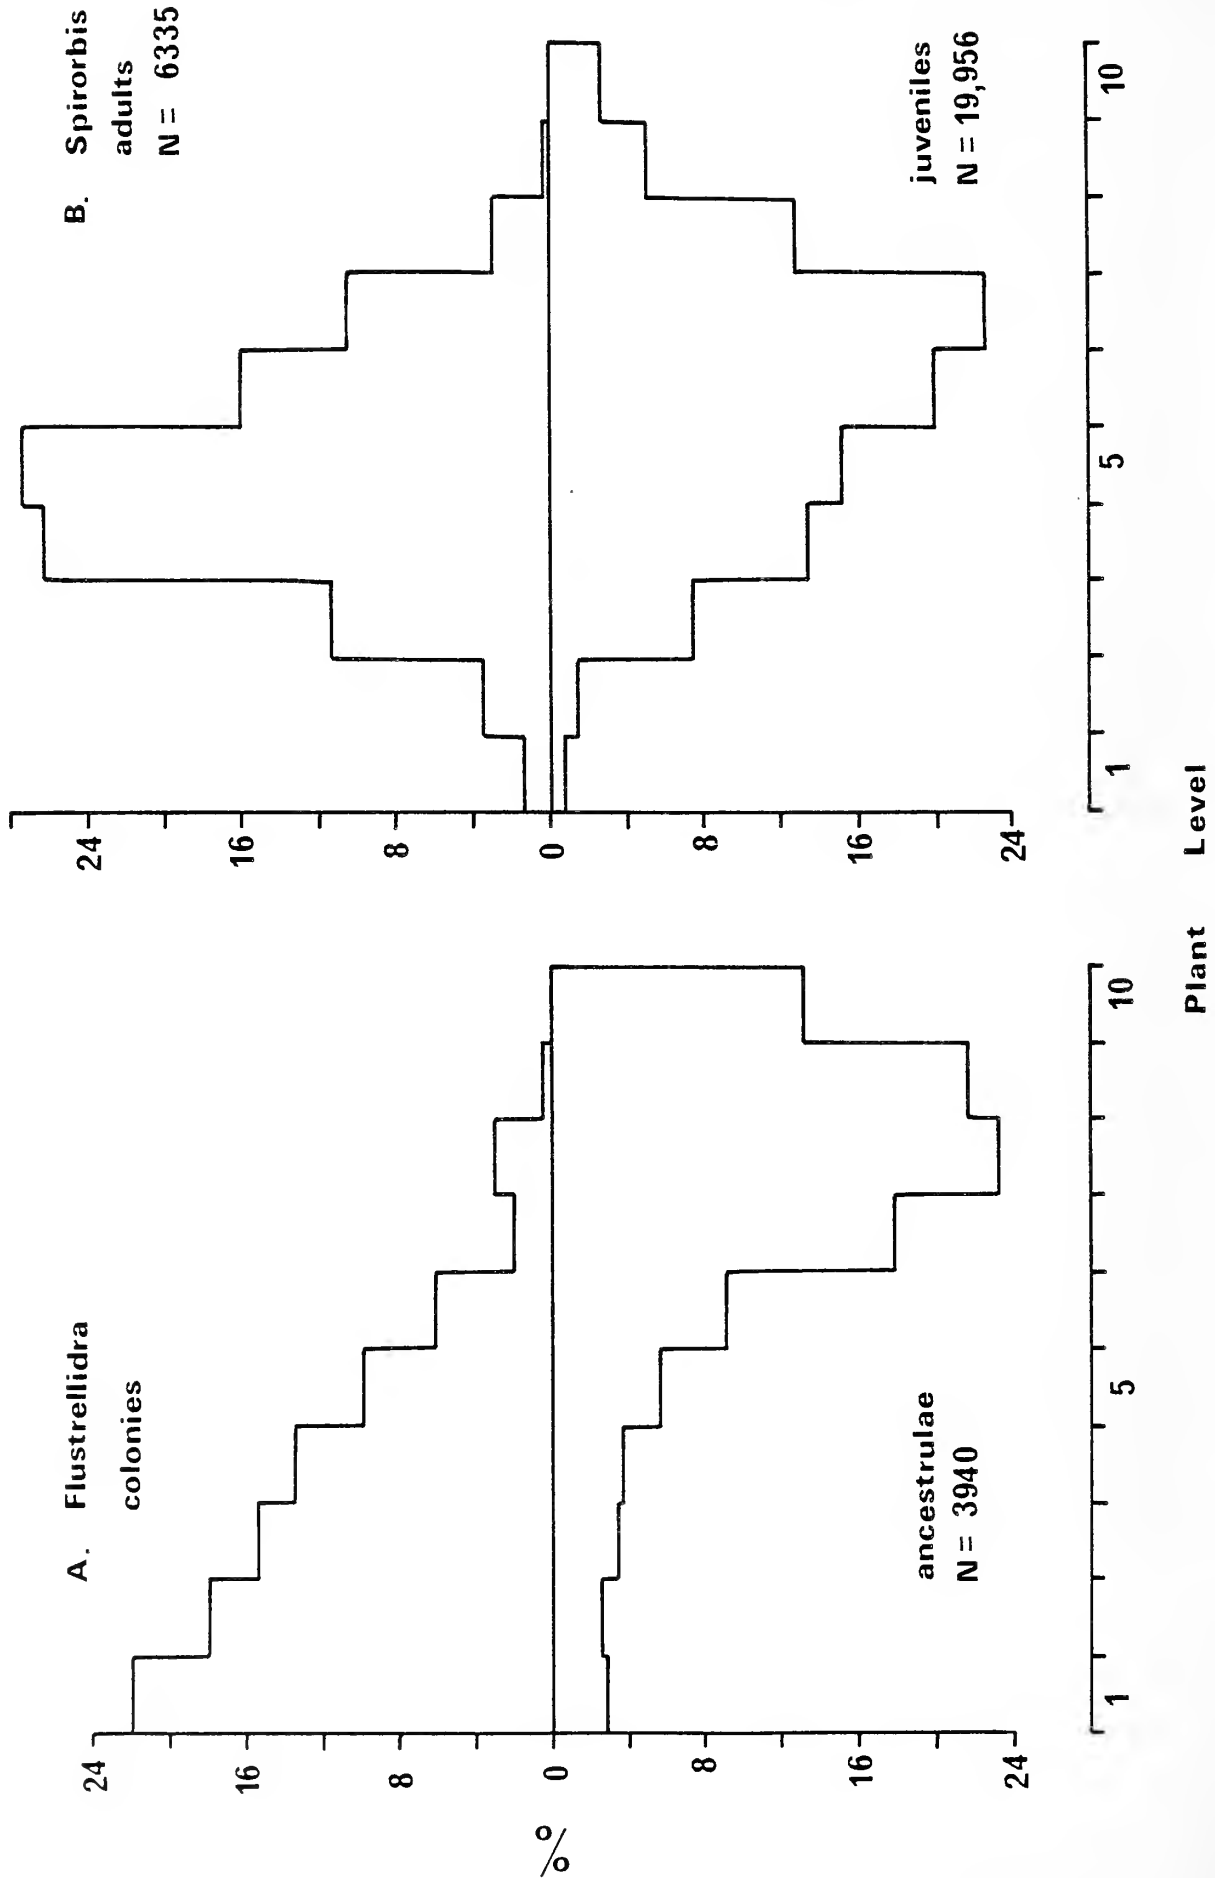 A. Flustrellidra
colonies
24
16
8
0
8
16
24
%
ancestrulae
N = 3940
1 5 10
B. Spirorbis
adults
N = 6335
24
16
8
0
8
16
24
juveniles
N = 19,956
1 5 10
Plant Level